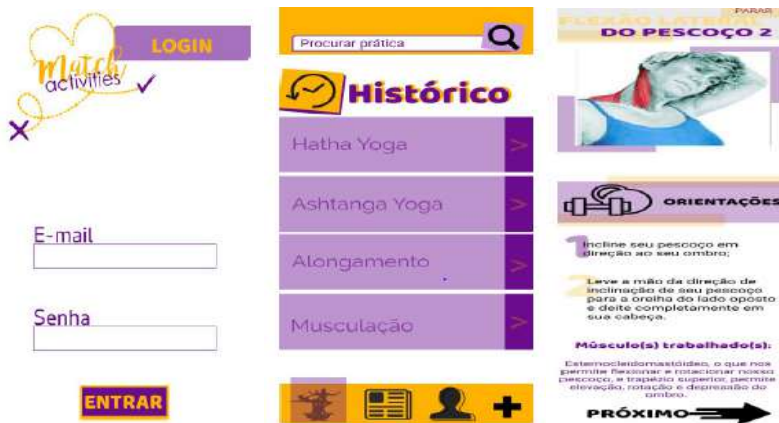 Match
activities
LOGIN
E-mail
Senha
ENTRAR
Procurar prática
Histórico
Hatha Yoga >
Ashtanga Yoga >
Alongamento >
Musculação >
PARAR
FLEXÃO LATERAL
DO PESCOÇO 2
ORIENTAÇÕES
1 Incline seu pescoço em
direção ao seu ombro;
2 Leve a mão da direção de
inclinação de seu pescoço
para a orelha do lado oposto
e deite completamente em
sua cabeça.
Músculo(s) trabalhado(s):
Esternocleidomastóideo, o que nos
permite flexionar e rotacionar nosso
pescoço, e trapézio superior, permite
elevação, rotação e depressão do
ombro.
PRÓXIMO